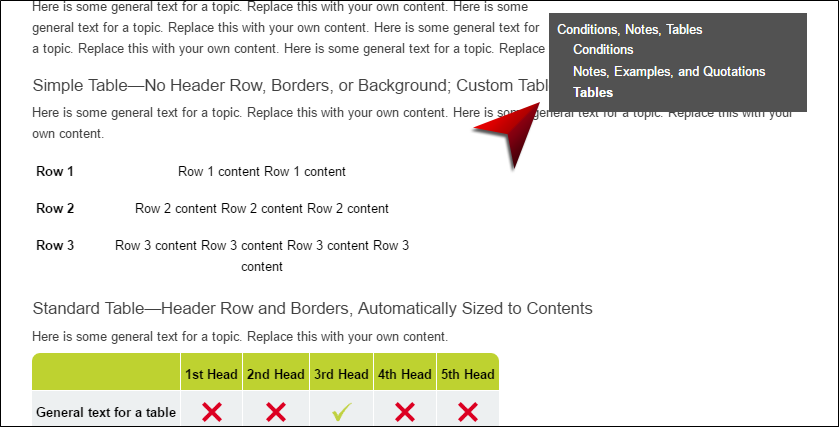 Here is some general text for a topic. Replace this with your own content. Here is some
general text for a topic. Replace this with your own content. Here is some general text for
a topic. Replace this with your own content. Here is some general text for a topic. Replace
Conditions, Notes, Tables
Conditions
Notes, Examples, and Quotations
Tables
Simple Table—No Header Row, Borders, or Background; Custom
Here is some general text for a topic. Replace this with your own content. Here is some general text for a topic. Replace this with your
own content.
Row 1 Row 1 content Row 1 content
Row 2 Row 2 content Row 2 content Row 2 content
Row 3 Row 3 content Row 3 content Row 3 content Row 3
content
Standard Table—Header Row and Borders, Automatically Sized to Contents
Here is some general text for a topic. Replace this with your own content.
1st Head 2nd Head 3rd Head 4th Head 5th Head
General text for a table